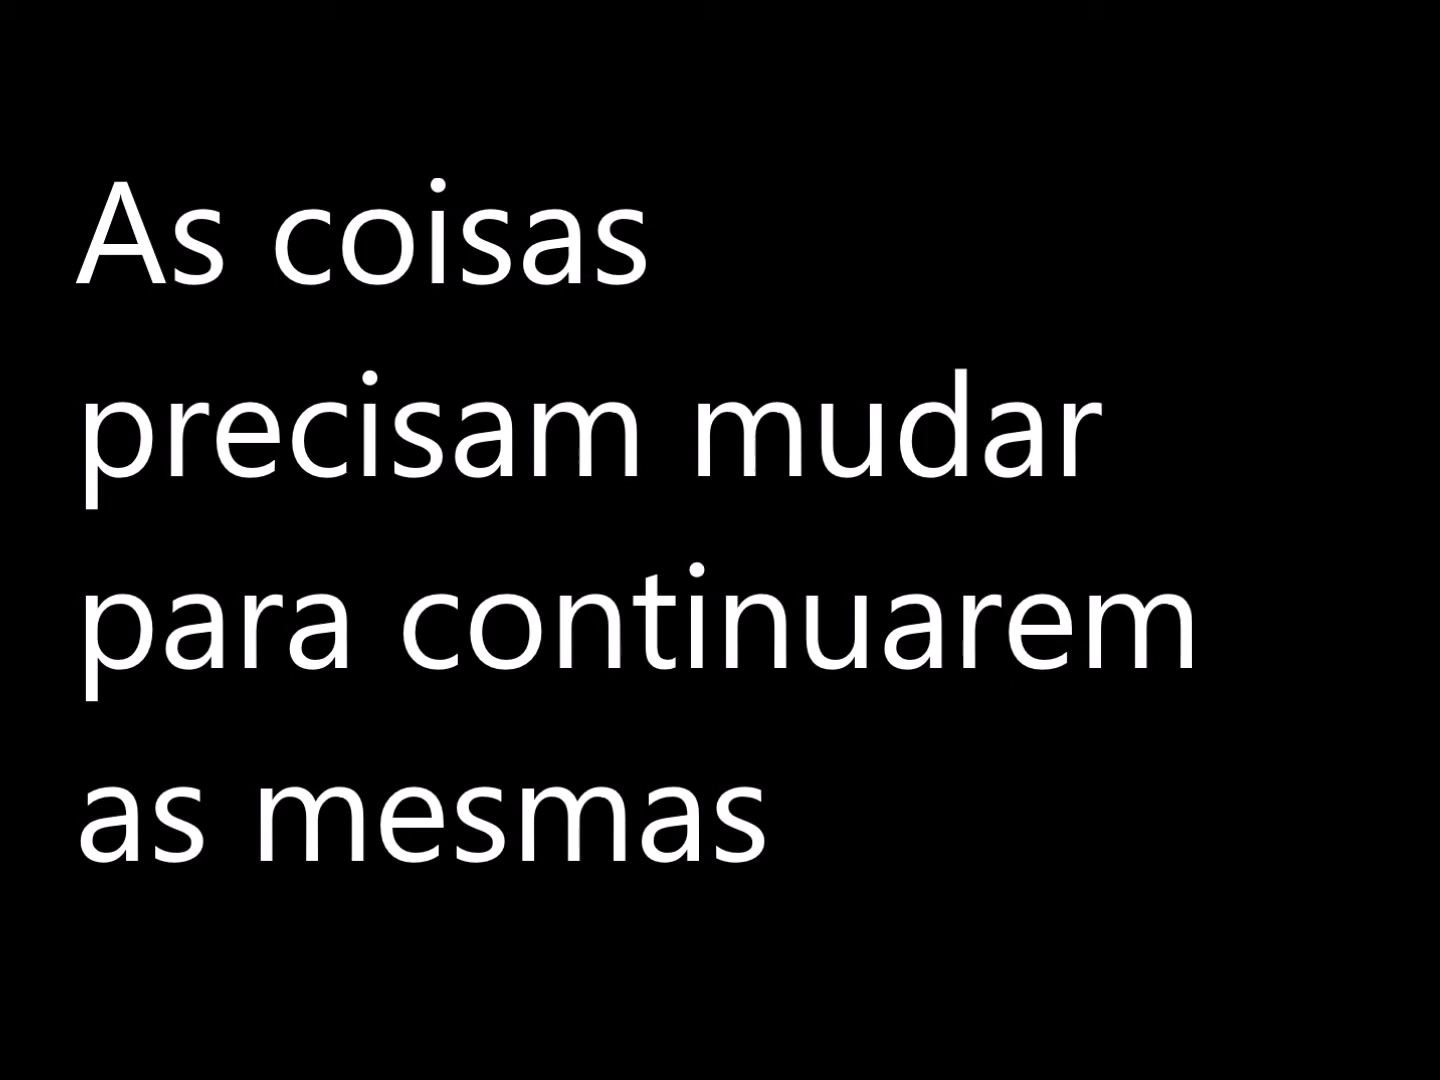 As coisas
precisam mudar
para continuarem
as mesmas